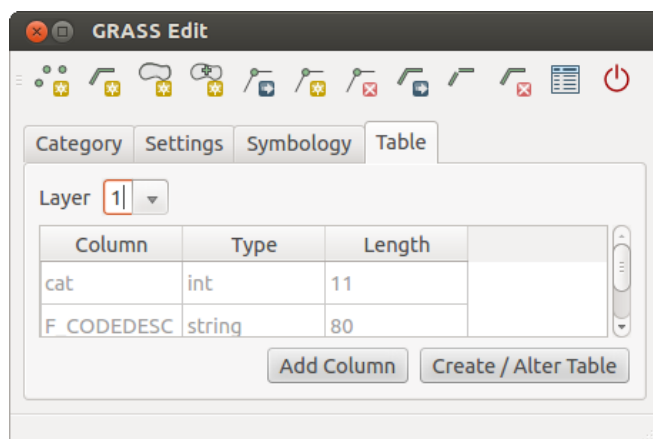 GRASS Edit
Category Settings Symbology Table
Layer 1
Column Type Length
cat int 11
F_CODEDESC string 80
Add Column Create / Alter Table